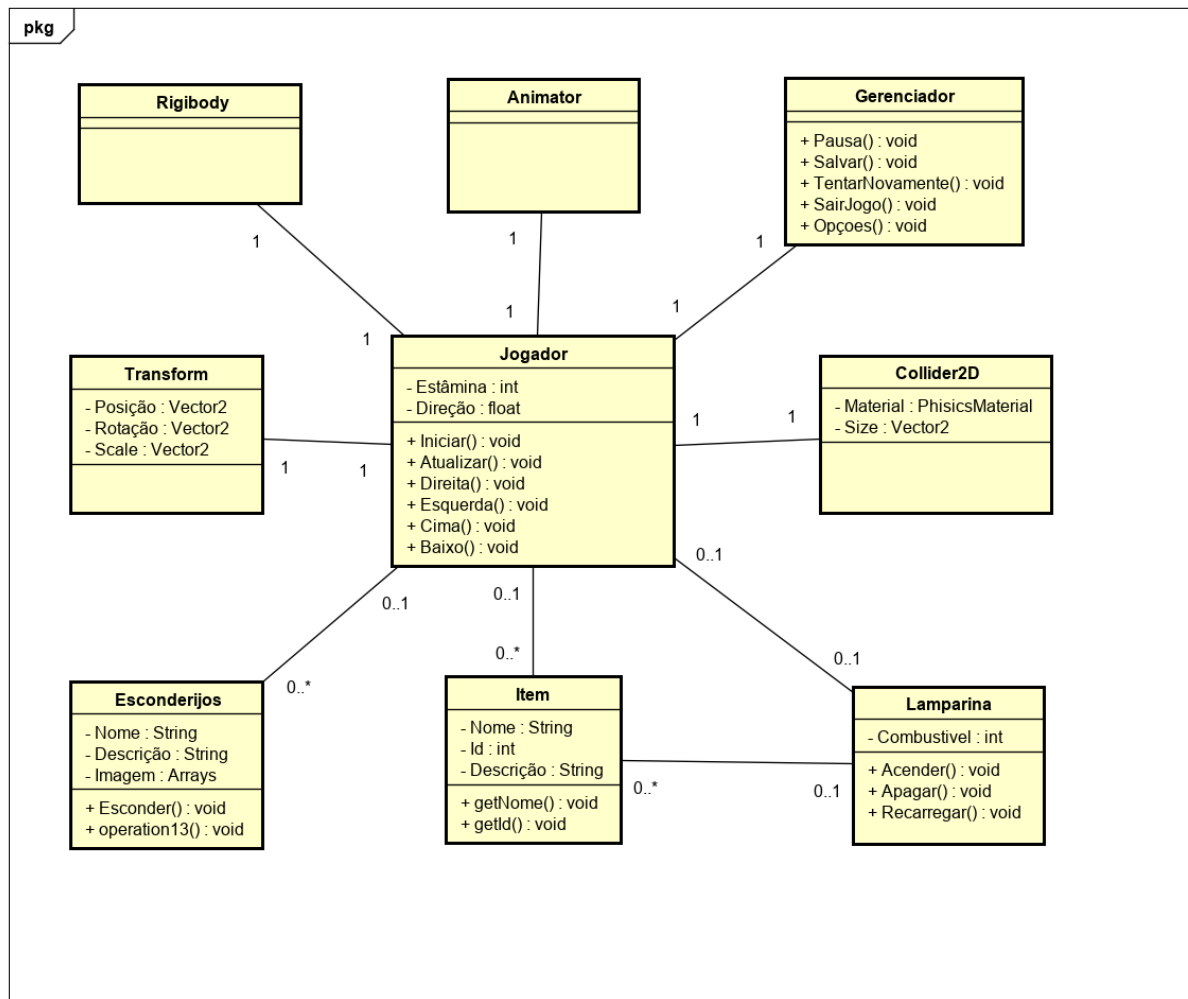 pkg
Rigibody
Animator
Gerenciador
+ Pausa() : void
+ Salvar() : void
+ TentarNovamente() : void
+ SairJogo() : void
+ Opçoes() : void
1
1
1
1
1
1
Transform
- Posição : Vector2
- Rotação : Vector2
- Scale : Vector2
1
1
Jogador
- Estâmina : int
- Direção : float
+ Iniciar() : void
+ Atualizar() : void
+ Direita() : void
+ Esquerda() : void
+ Cima() : void
+ Baixo() : void
1
1
Collider2D
- Material : PhisicsMaterial
- Size : Vector2
0..1
0..*
0..1
0..*
0..1
0..1
Esconderijos
- Nome : String
- Descrição : String
- Imagem : Arrays
+ Esconder() : void
+ operation13() : void
Item
- Nome : String
- Id : int
- Descrição : String
+ getNome() : void
+ getId() : void
0..*
0..1
Lamparina
- Combustivel : int
+ Acender() : void
+ Apagar() : void
+ Recarregar() : void